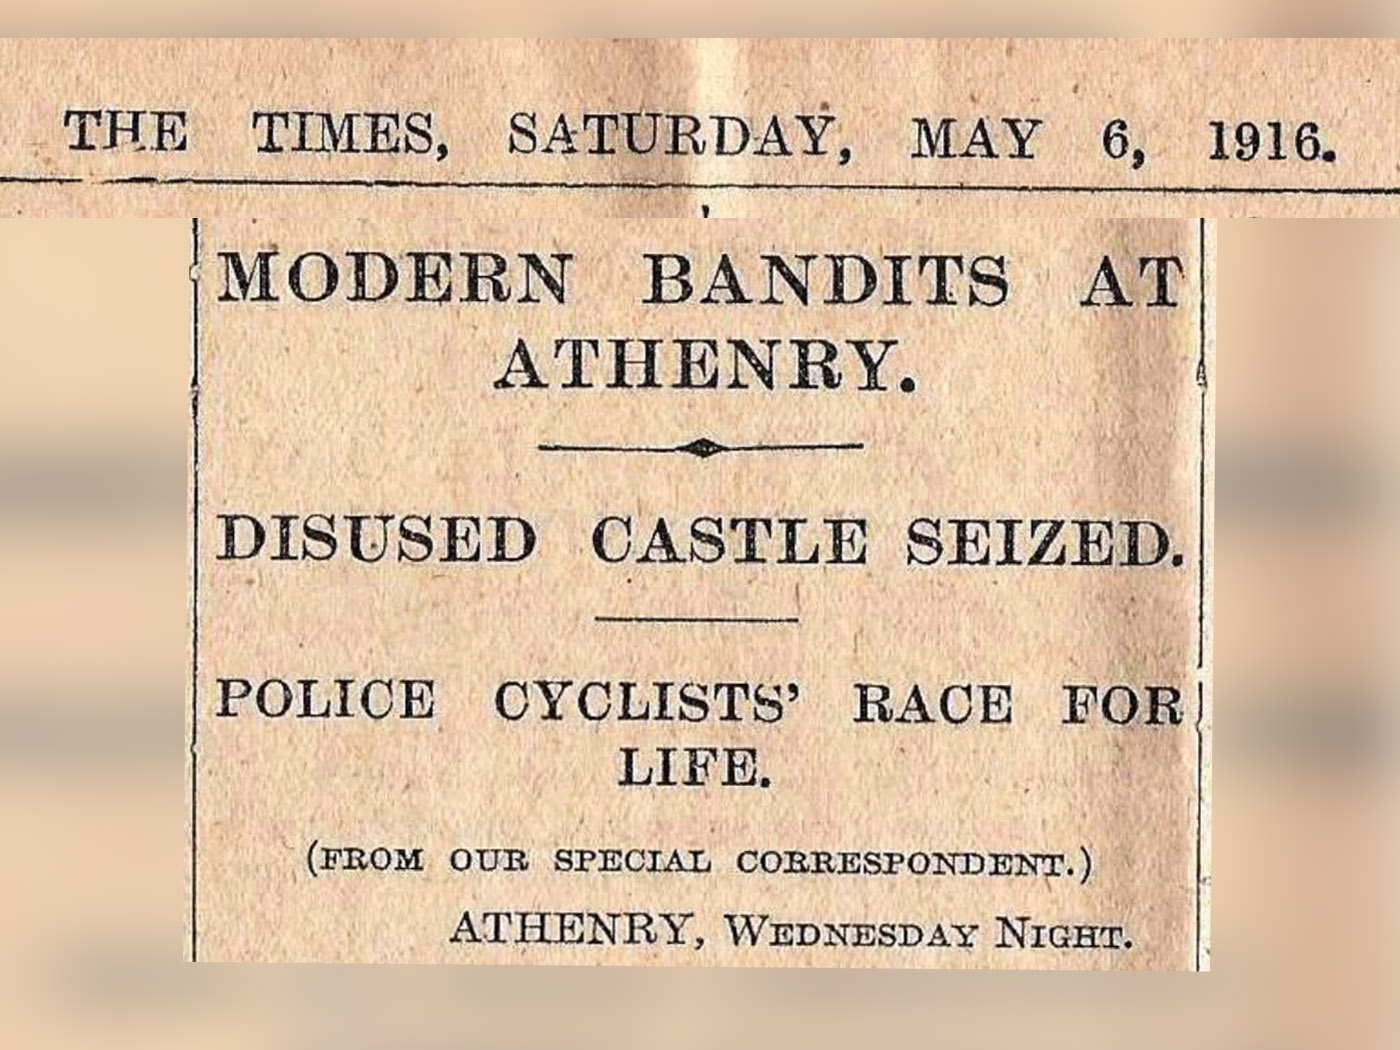 THE TIMES, SATURDAY, MAY 6, 1916.
MODERN BANDITS AT
ATHENRY.
DISUSED CASTLE SEIZED.
POLICE CYCLISTS' RACE FOR
LIFE.
(FROM OUR SPECIAL CORRESPONDENT.)
ATHENRY, WEDNESDAY NIGHT.